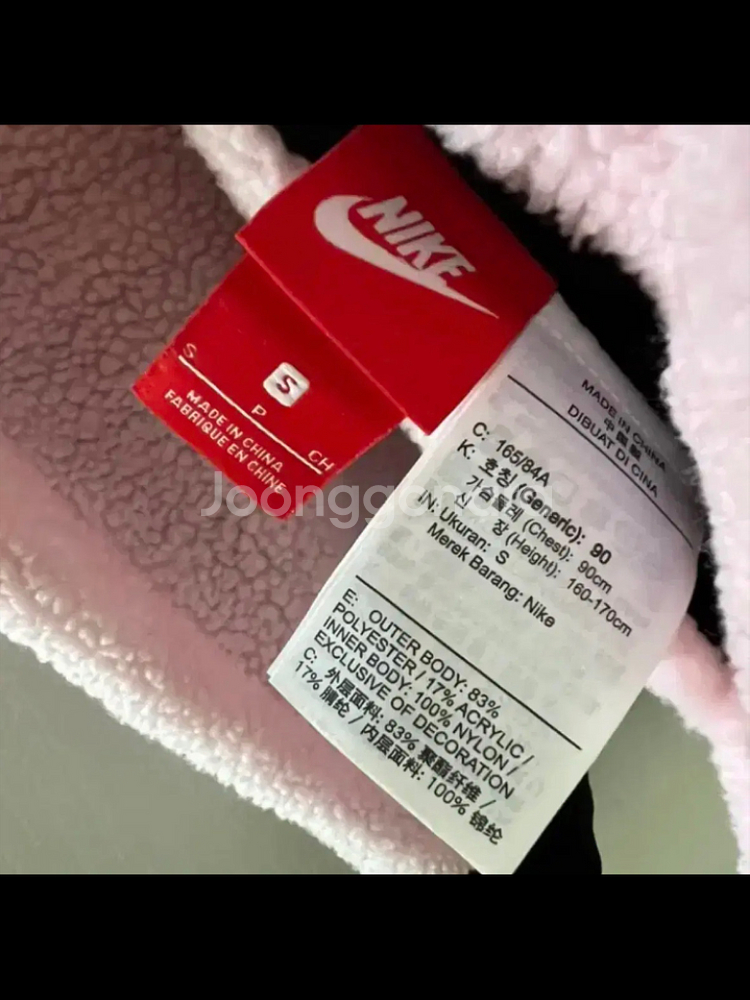 NIKE
S
S
P
CH
MADE IN CHINA
FABRIQUE EN CHINE
MADE IN CHINA
中国製
DIBUAT DI CINA
C: 165/84A
K: 호칭 (Generic): 90
가슴둘레 (Chest): 90cm
신 장 (Height): 160-170cm
IN: Ukuran: S
Merek Barang: Nike
E: OUTER BODY: 83%
POLYESTER / 17% ACRYLIC /
INNER BODY: 100% NYLON /
EXCLUSIVE OF DECORATION
C: 外层面料: 83% 聚酯纤维 /
17% 腈纶 / 内层面料: 100% 锦纶
Joonggonara